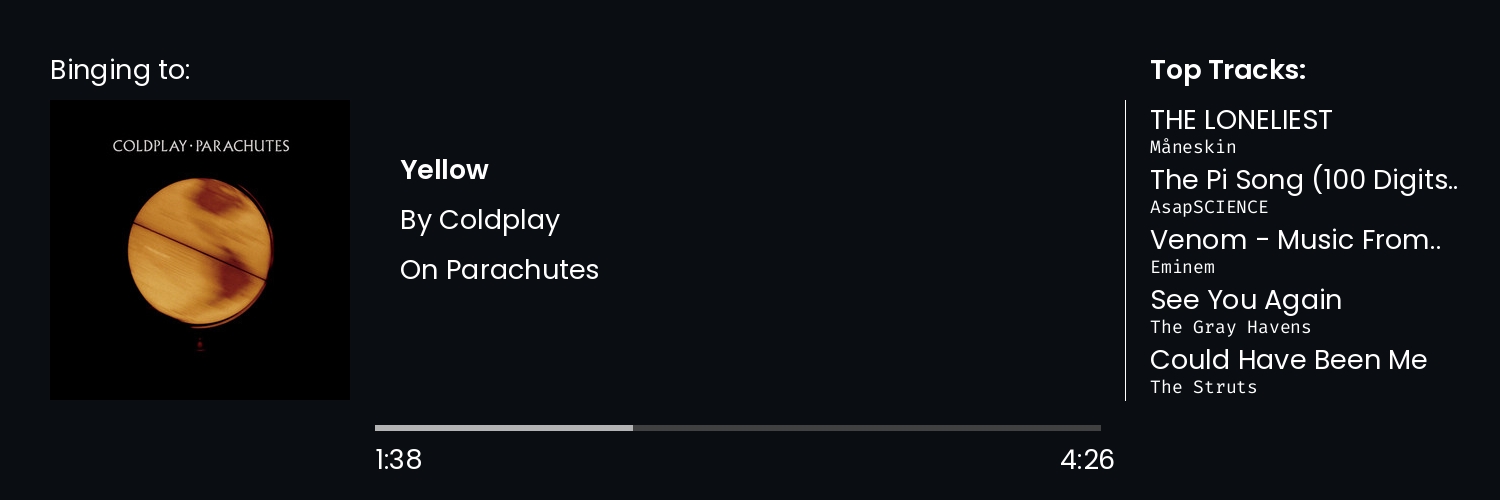 Binging to:
COLDPLAY·PARACHUTES
Yellow
By Coldplay
On Parachutes
1:38
4:26
Top Tracks:
THE LONELIEST
Måneskin
The Pi Song (100 Digits..
AsapSCIENCE
Venom - Music From..
Eminem
See You Again
The Gray Havens
Could Have Been Me
The Struts